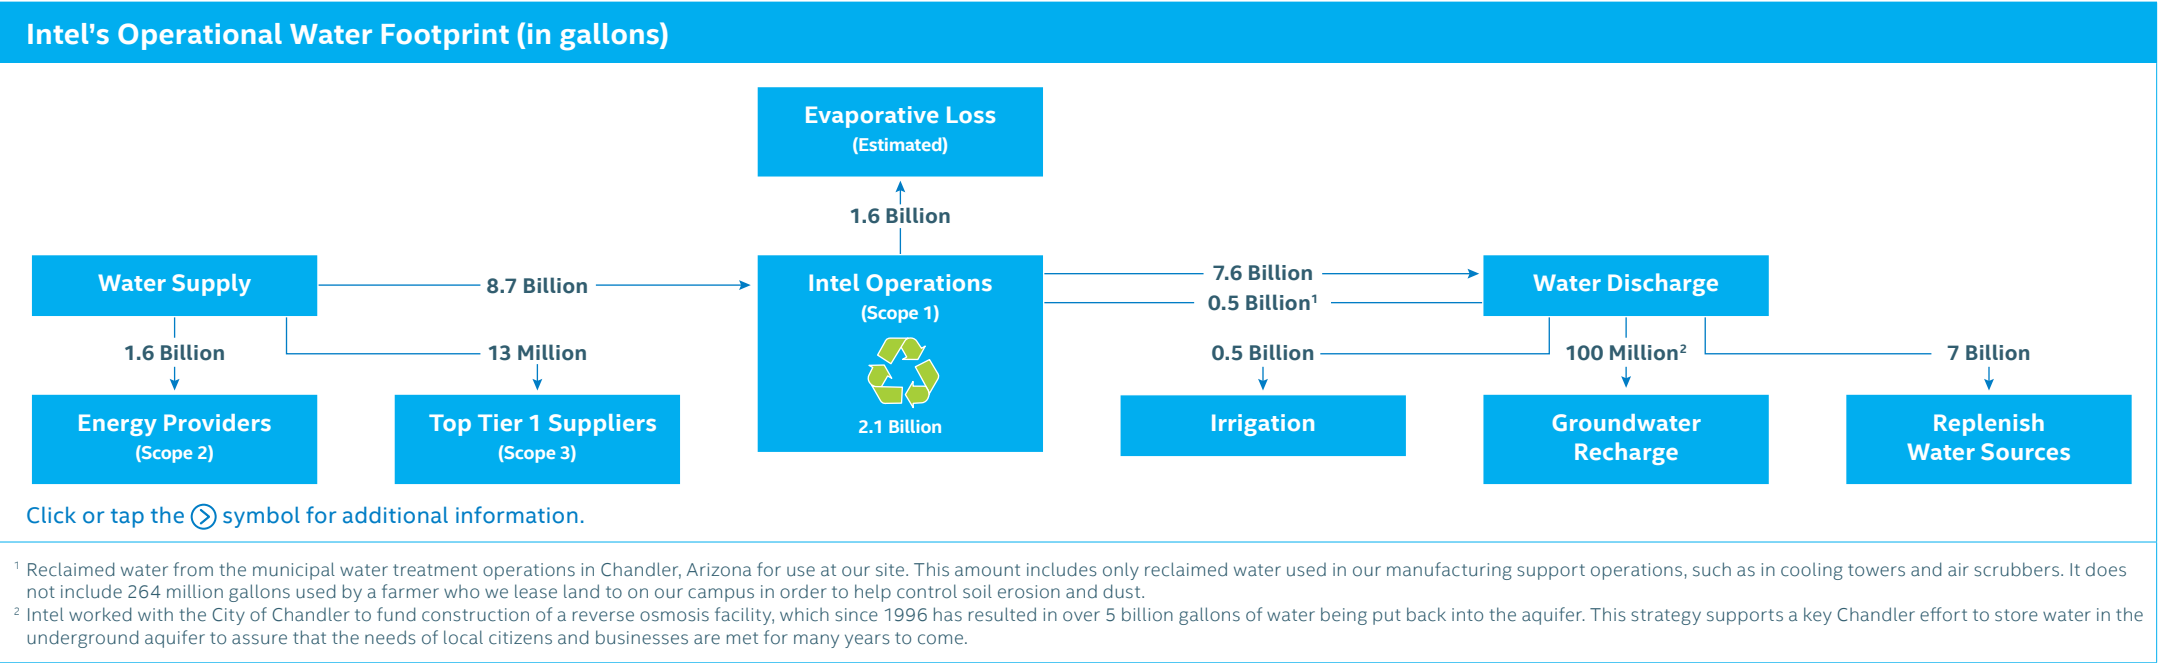 Intel's Operational Water Footprint (in gallons)
Evaporative Loss
(Estimated)
1.6 Billion
Water Supply
8.7 Billion
Intel Operations
(Scope 1)
2.1 Billion
7.6 Billion
0.5 Billion¹
Water Discharge
1.6 Billion
13 Million
0.5 Billion
100 Million²
7 Billion
Energy Providers
(Scope 2)
Top Tier 1 Suppliers
(Scope 3)
Irrigation
Groundwater
Recharge
Replenish
Water Sources
Click or tap the symbol for additional information.
¹ Reclaimed water from the municipal water treatment operations in Chandler, Arizona for use at our site. This amount includes only reclaimed water used in our manufacturing support operations, such as in cooling towers and air scrubbers. It does
not include 264 million gallons used by a farmer who we lease land to on our campus in order to help control soil erosion and dust.
² Intel worked with the City of Chandler to fund construction of a reverse osmosis facility, which since 1996 has resulted in over 5 billion gallons of water being put back into the aquifer. This strategy supports a key Chandler effort to store water in the
underground aquifer to assure that the needs of local citizens and businesses are met for many years to come.